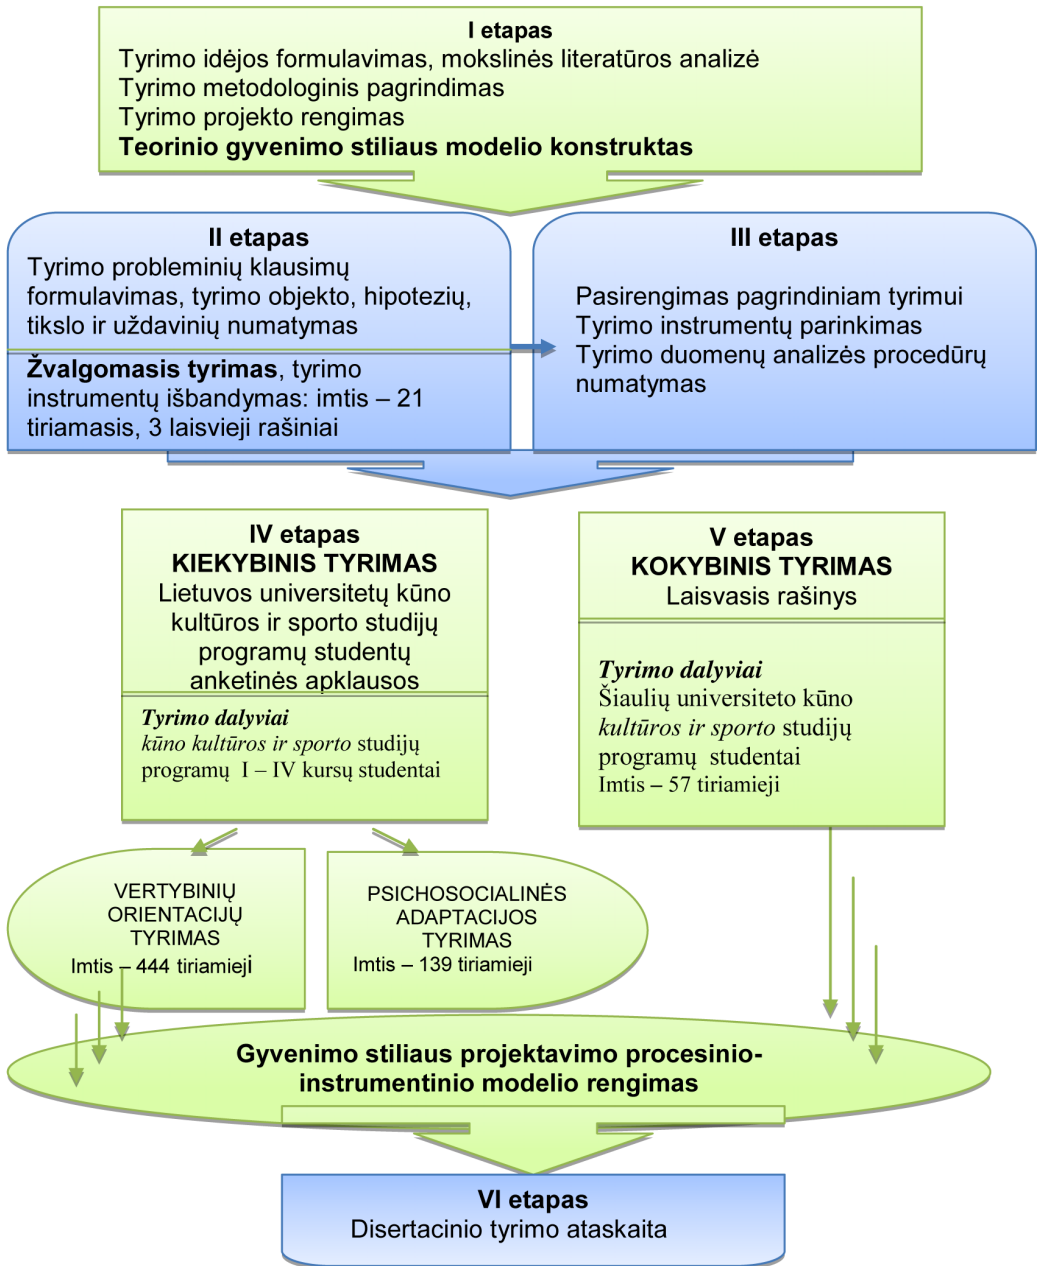 I etapas
Tyrimo idėjos formulavimas, mokslinės literatūros analizė
Tyrimo metodologinis pagrindimas
Tyrimo projekto rengimas
Teorinio gyvenimo stiliaus modelio konstruktas
II etapas
Tyrimo probleminių klausimų
formulavimas, tyrimo objekto, hipotezių,
tikslo ir uždavinių numatymas
Žvalgomasis tyrimas, tyrimo
instrumentų išbandymas: imtis – 21
tiriamasis, 3 laisvieji rašiniai
III etapas
Pasirengimas pagrindiniam tyrimui
Tyrimo instrumentų parinkimas
Tyrimo duomenų analizės procedūrų
numatymas
IV etapas
KIEKYBINIS TYRIMAS
Lietuvos universitetų kūno
kultūros ir sporto studijų
programų studentų
anketinės apklausos
Tyrimo dalyviai
kūno kultūros ir sporto studijų
programų I – IV kursų studentai
V etapas
KOKYBINIS TYRIMAS
Laisvasis rašinys
Tyrimo dalyviai
Šiaulių universiteto kūno
kultūros ir sporto studijų
programų studentai
Imtis – 57 tiriamieji
VERTYBINIŲ
ORIENTACIJŲ
TYRIMAS
Imtis – 444 tiriamieji
PSICHOSOCIALINĖS
ADAPTACIJOS
TYRIMAS
Imtis – 139 tiriamieji
Gyvenimo stiliaus projektavimo procesinio-
instrumentinio modelio rengimas
VI etapas
Disertacinio tyrimo ataskaita